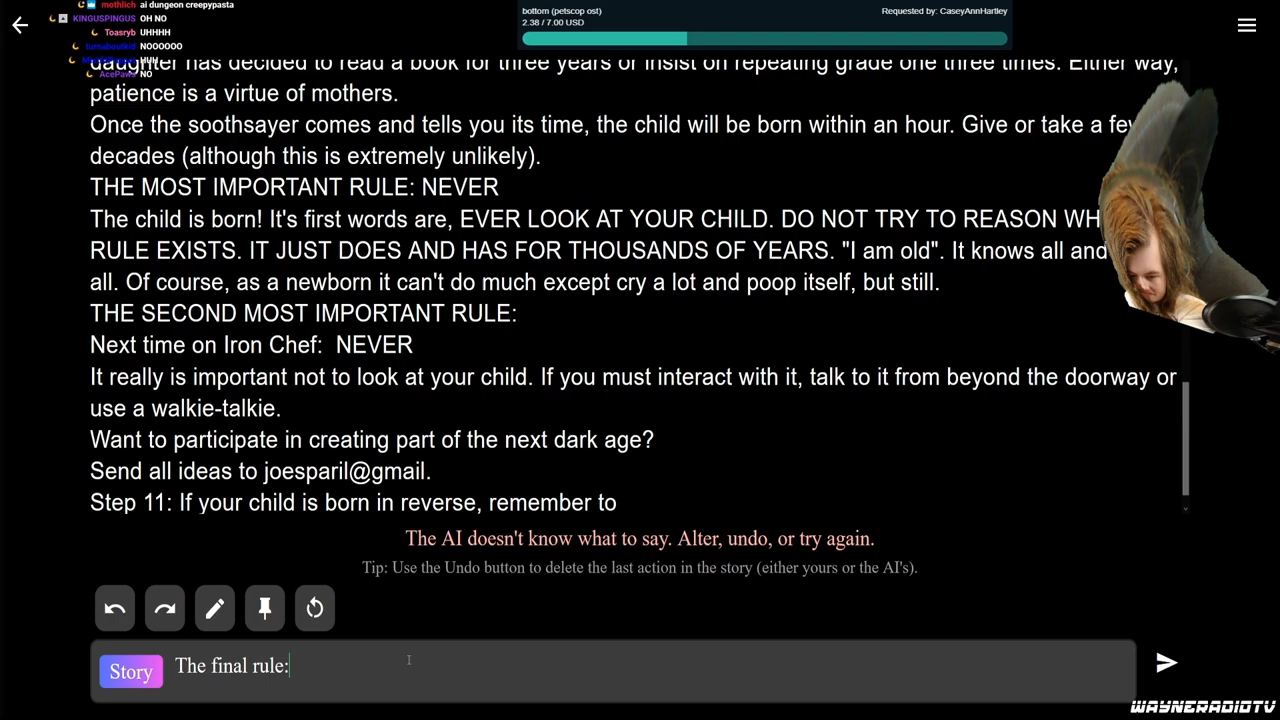 mothlich ai dungeon creepypasta
KINGUSPINGUS OH NO
Toasryb UHHHH
NOOOOOO
HUH
AcePaws NO
bottom (petscop ost)
Requested by: CaseyAnnHartley
2.38 / 7.00 USD
daughter has decided to read a book for three years or insist on repeating grade one three times. Either way,
patience is a virtue of mothers.
Once the soothsayer comes and tells you its time, the child will be born within an hour. Give or take a few
decades (although this is extremely unlikely).
THE MOST IMPORTANT RULE: NEVER
The child is born! It's first words are, EVER LOOK AT YOUR CHILD. DO NOT TRY TO REASON WH
RULE EXISTS. IT JUST DOES AND HAS FOR THOUSANDS OF YEARS. "I am old". It knows all and
all. Of course, as a newborn it can't do much except cry a lot and poop itself, but still.
THE SECOND MOST IMPORTANT RULE:
Next time on Iron Chef: NEVER
It really is important not to look at your child. If you must interact with it, talk to it from beyond the doorway or
use a walkie-talkie.
Want to participate in creating part of the next dark age?
Send all ideas to joesparil@gmail.
Step 11: If your child is born in reverse, remember to
The AI doesn't know what to say. Alter, undo, or try again.
Tip: Use the Undo button to delete the last action in the story (either yours or the AI's).
Story The final rule:
WAYNERADIOTV